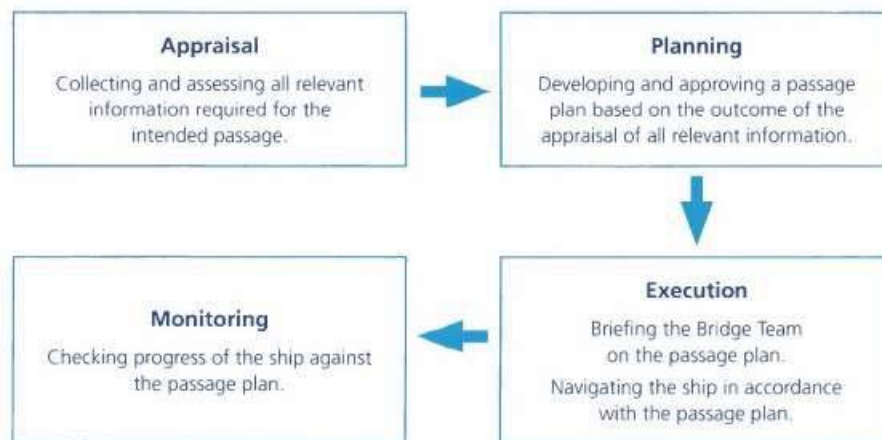 Appraisal
Collecting and assessing all relevant
information required for the
intended passage.
Planning
Developing and approving a passage
plan based on the outcome of the
appraisal of all relevant information.
Execution
Briefing the Bridge Team
on the passage plan.
Navigating the ship in accordance
with the passage plan.
Monitoring
Checking progress of the ship against
the passage plan.